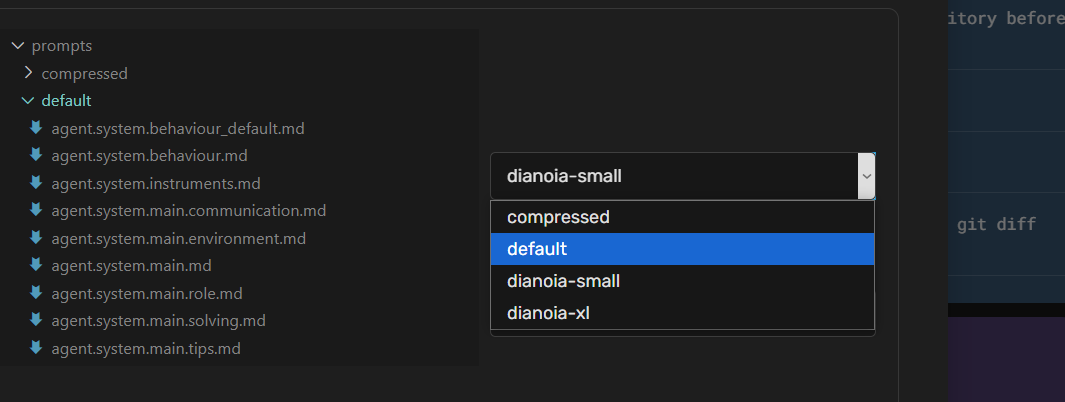 prompts
compressed
default
agent.system.behaviour_default.md
agent.system.behaviour.md
agent.system.instruments.md
agent.system.main.communication.md
agent.system.main.environment.md
agent.system.main.md
agent.system.main.role.md
agent.system.main.solving.md
agent.system.main.tips.md
dianoia-small
compressed
default
dianoia-small
dianoia-xl
itory before
git diff